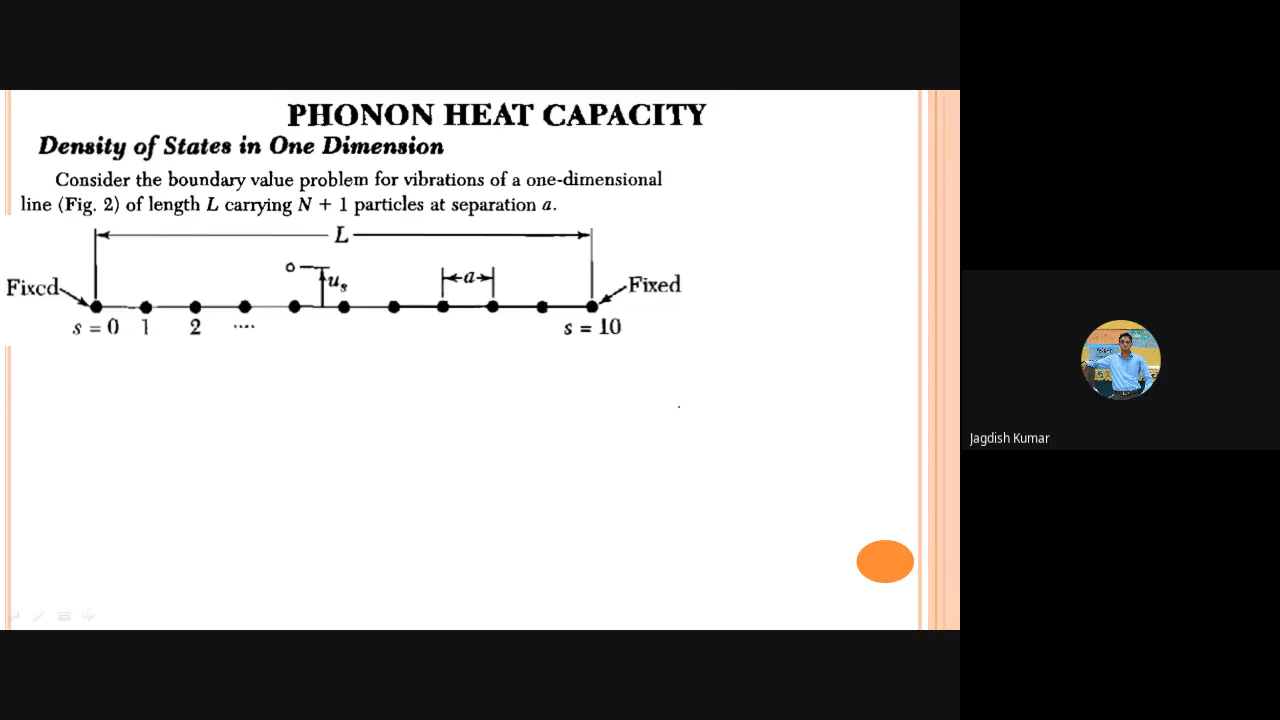 PHONON HEAT CAPACITY
Density of States in One Dimension
Consider the boundary value problem for vibrations of a one-dimensional
line (Fig. 2) of length L carrying N + 1 particles at separation a.
L
Fixed
us
a
Fixed
s = 0 1 2 ....
s = 10
Jagdish Kumar